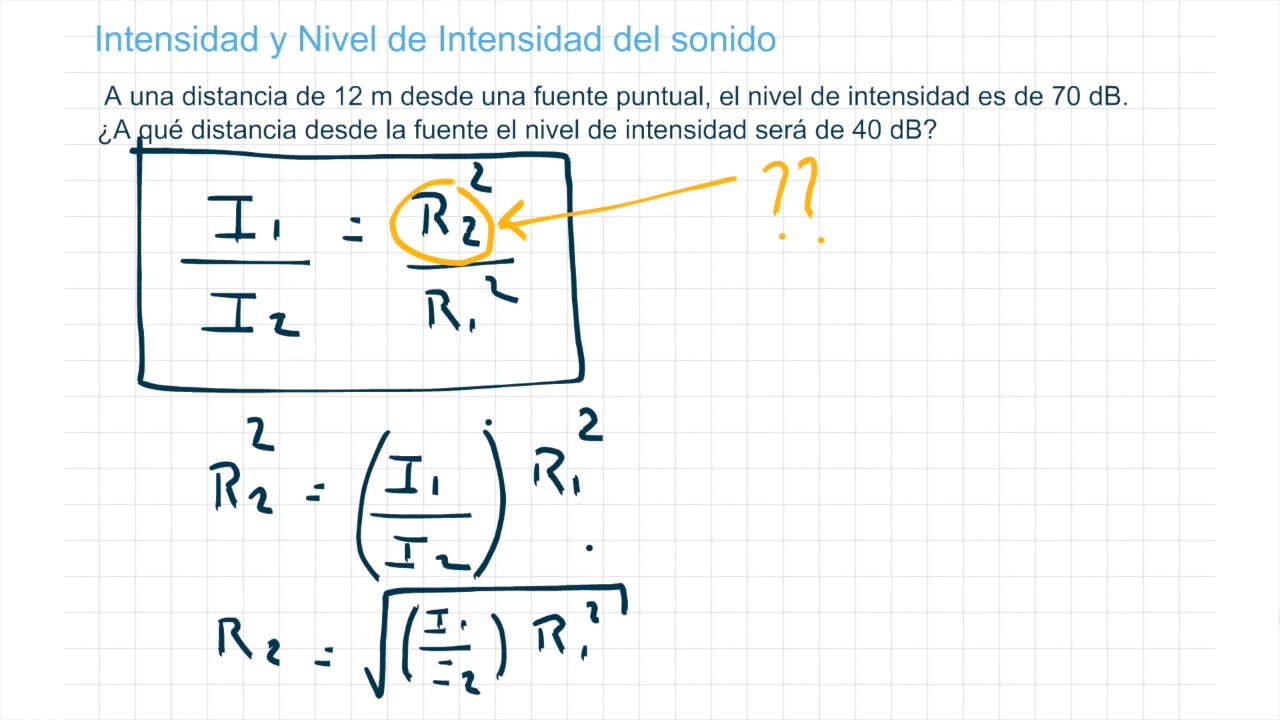 Intensidad y Nivel de Intensidad del sonido
A una distancia de 12 m desde una fuente puntual, el nivel de intensidad es de 70 dB.
¿A qué distancia desde la fuente el nivel de intensidad será de 40 dB?
I₁ / I₂ = R₂² / R₁² ??
R₂² = (I₁ / I₂) R₁²
R₂ = √((I₁ / I₂) R₁²)